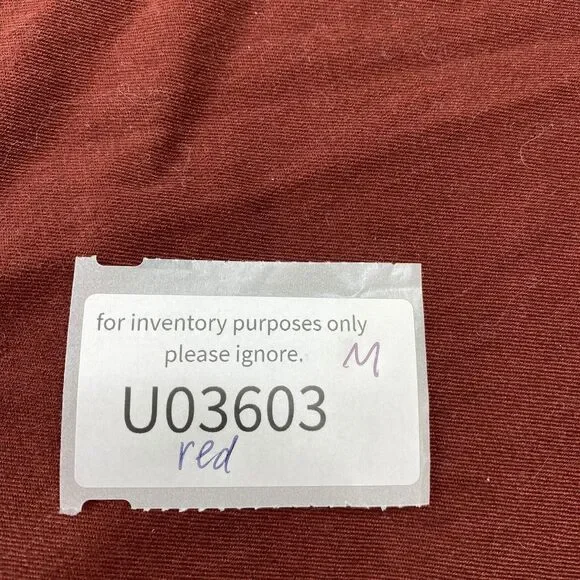 for inventory purposes only
please ignore. M
U03603
red